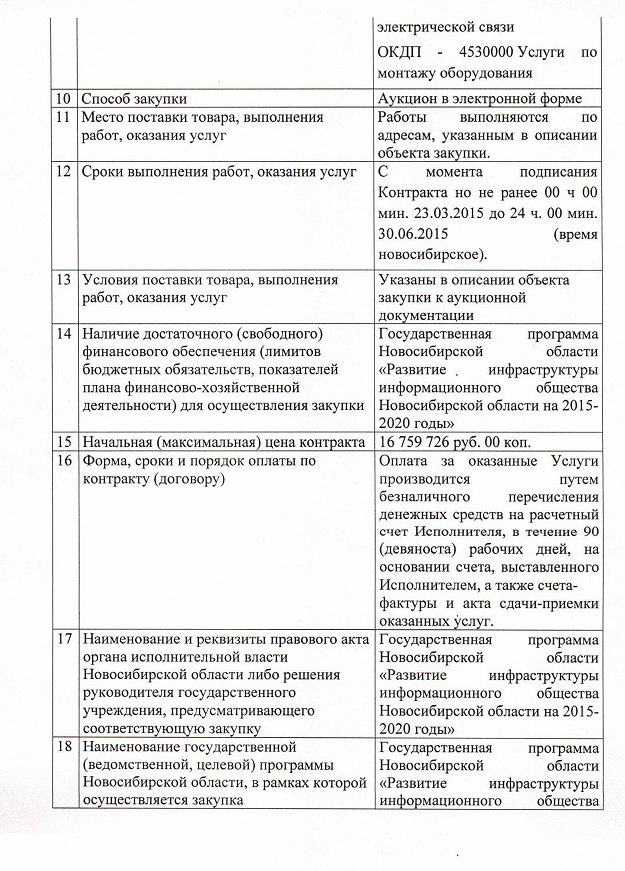 электрической связи
ОКДП - 4530000 Услуги по
монтажу оборудования
10 Способ закупки
Аукцион в электронной форме
11 Место поставки товара, выполнения
работ, оказания услуг
Работы выполняются по
адресам, указанным в описании
объекта закупки.
12 Сроки выполнения работ, оказания услуг
С момента подписания
Контракта но не ранее 00 ч 00
мин. 23.03.2015 до 24 ч. 00 мин.
30.06.2015 (время
новосибирское).
13 Условия поставки товара, выполнения
работ, оказания услуг
Указаны в описании объекта
закупки к аукционной
документации
14 Наличие достаточного (свободного)
финансового обеспечения (лимитов
бюджетных обязательств, показателей
плана финансово-хозяйственной
деятельности) для осуществления закупки
Государственная программа
Новосибирской области
«Развитие инфраструктуры
информационного общества
Новосибирской области на 2015-
2020 годы»
15 Начальная (максимальная) цена контракта
16 759 726 руб. 00 коп.
16 Форма, сроки и порядок оплаты по
контракту (договору)
Оплата за оказанные Услуги
производится путем
безналичного перечисления
денежных средств на расчетный
счет Исполнителя, в течение 90
(девяноста) рабочих дней, на
основании счета, выставленного
Исполнителем, а также счета-
фактуры и акта сдачи-приемки
оказанных услуг.
17 Наименование и реквизиты правового акта
органа исполнительной власти
Новосибирской области либо решения
руководителя государственного
учреждения, предусматривающего
соответствующую закупку
Государственная программа
Новосибирской области
«Развитие инфраструктуры
информационного общества
Новосибирской области на 2015-
2020 годы»
18 Наименование государственной
(ведомственной, целевой) программы
Новосибирской области, в рамках которой
осуществляется закупка
Государственная программа
Новосибирской области
«Развитие инфраструктуры
информационного общества